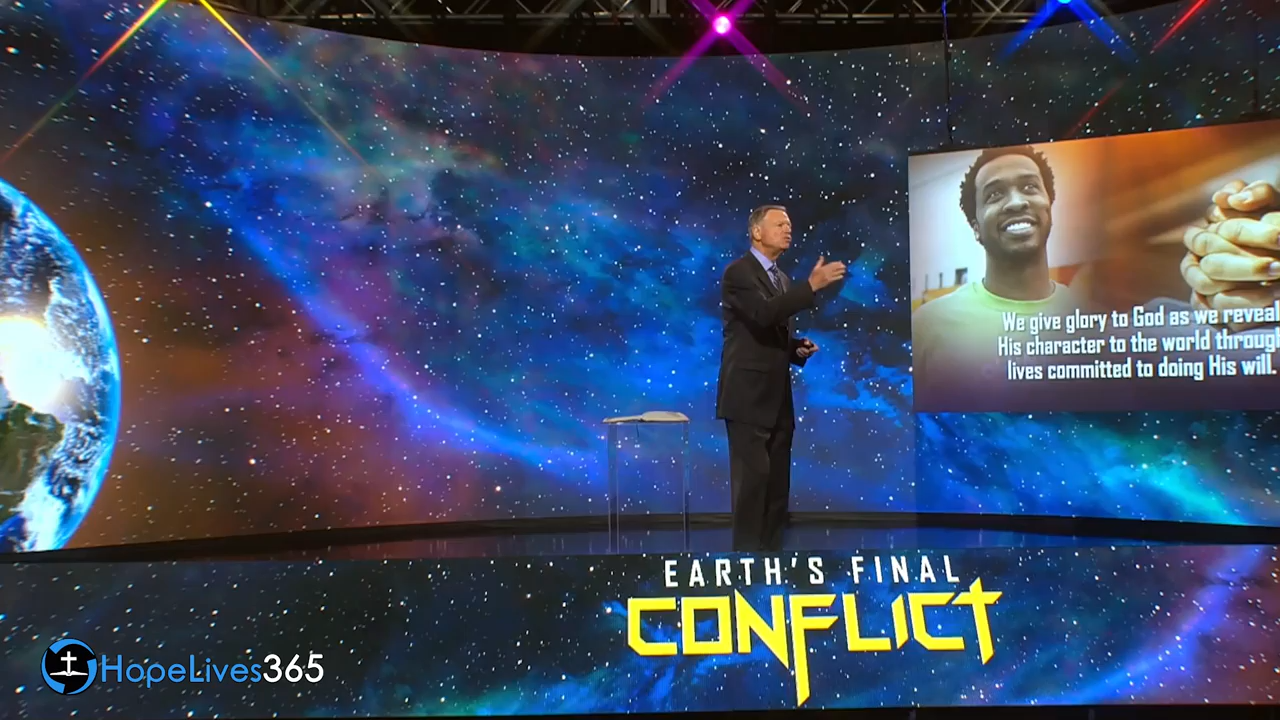 We give glory to God as we reveal
His character to the world through
lives committed to doing His will.
EARTH'S FINAL
CONFLICT
HopeLives365